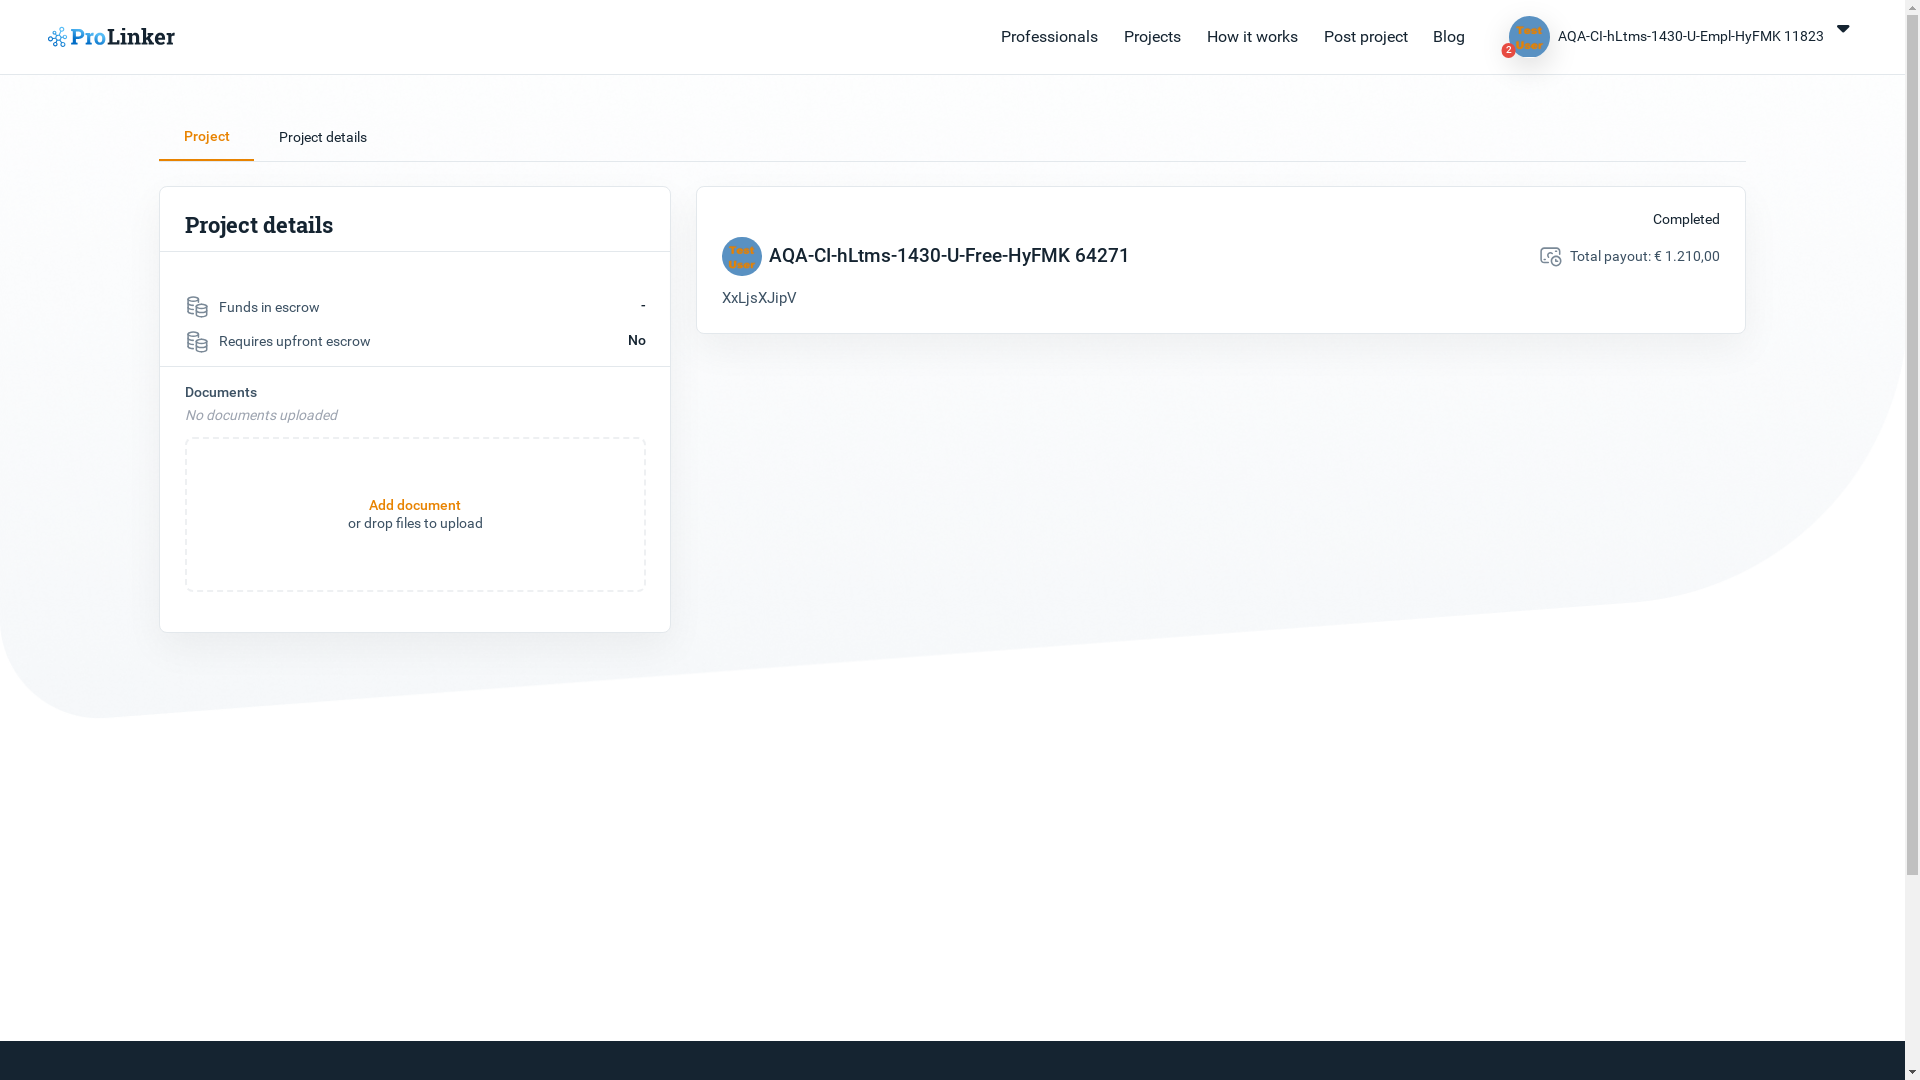 ProLinker
Professionals
Projects
How it works
Post project
Blog
Test User
2
AQA-CI-hLtms-1430-U-Empl-HyFMK 11823
Project
Project details
Project details
Funds in escrow
-
Requires upfront escrow
No
Documents
No documents uploaded
Add document
or drop files to upload
Completed
Test
User
AQA-CI-hLtms-1430-U-Free-HyFMK 64271
Total payout: € 1.210,00
XxLjsXJipV